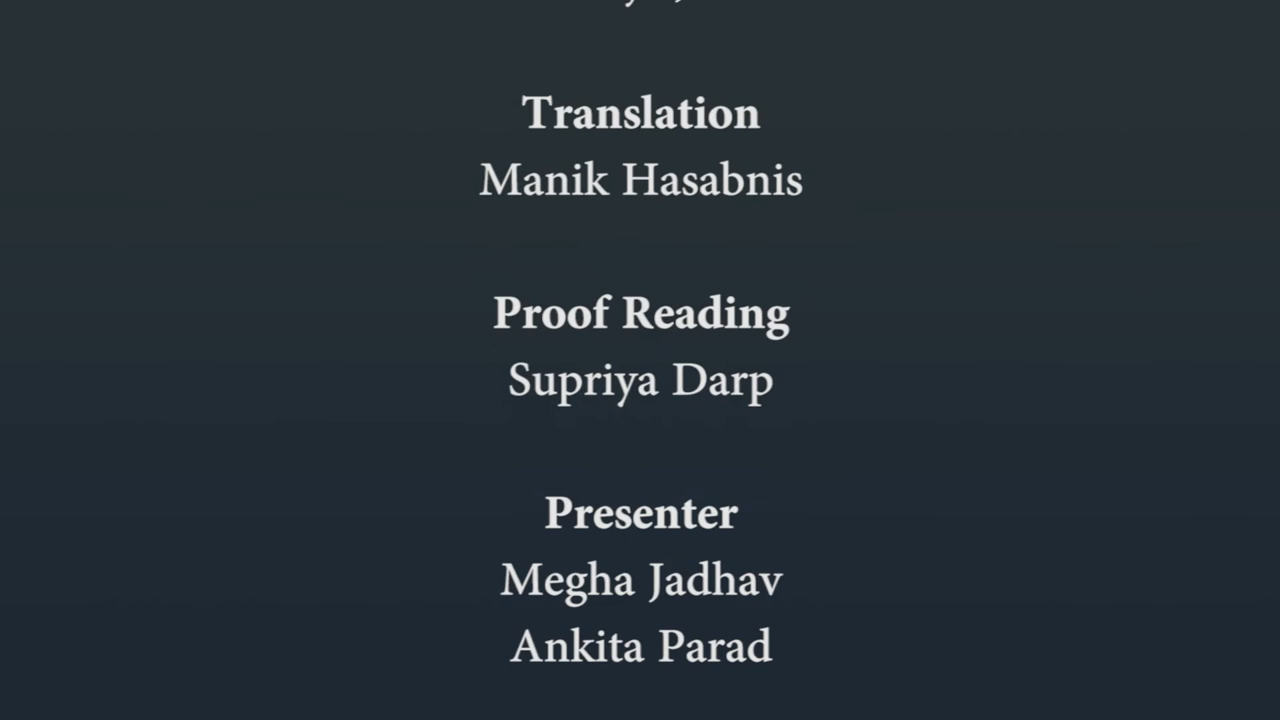 Translation
Manik Hasabnis
Proof Reading
Supriya Darp
Presenter
Megha Jadhav
Ankita Parad